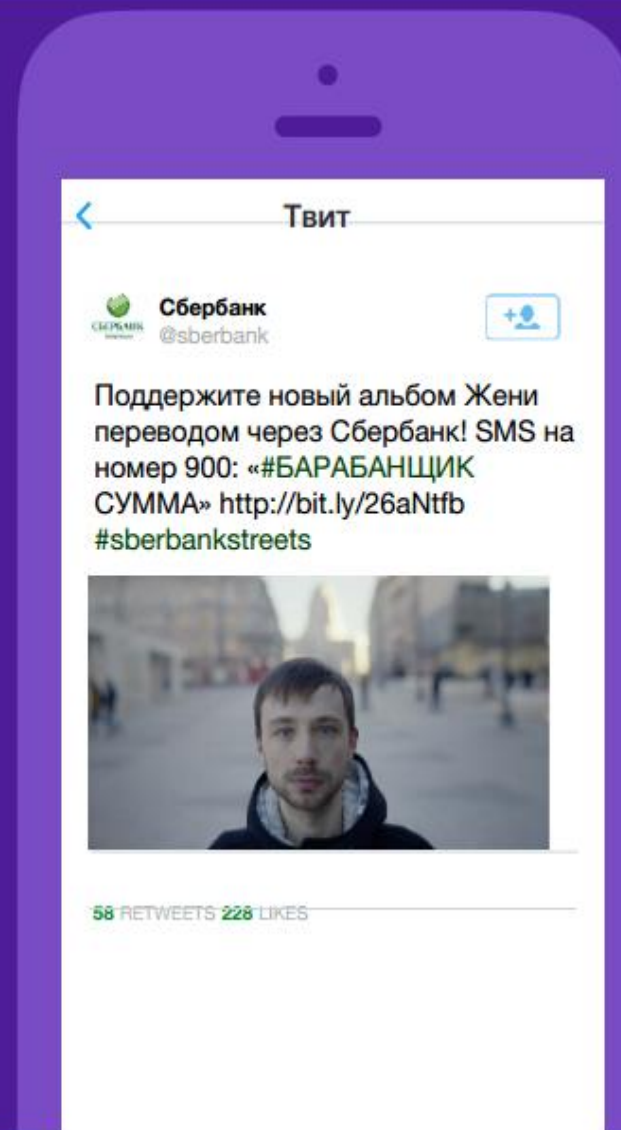 Твит
Сбербанк
@sberbank
Поддержите новый альбом Жени
переводом через Сбербанк! SMS на
номер 900: «#БАРАБАНЩИК
СУММА» http://bit.ly/26aNtfb
#sberbankstreets
58 RETWEETS 228 LIKES